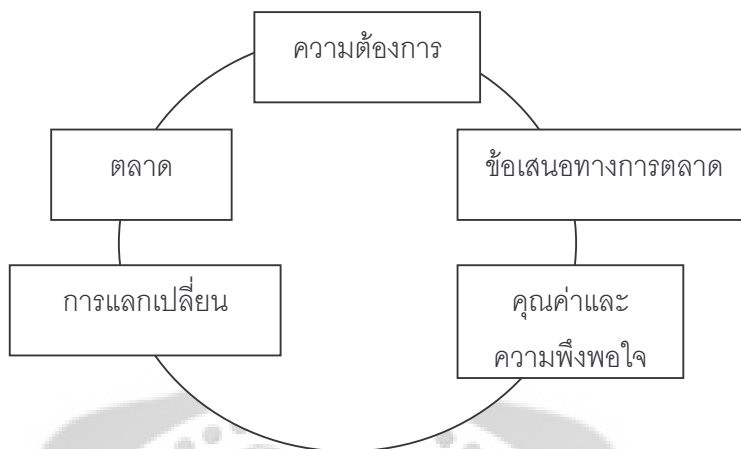 ความต้องการ
ตลาด
ข้อเสนอทางการตลาด
การแลกเปลี่ยน
คุณค่าและ
ความพึงพอใจ